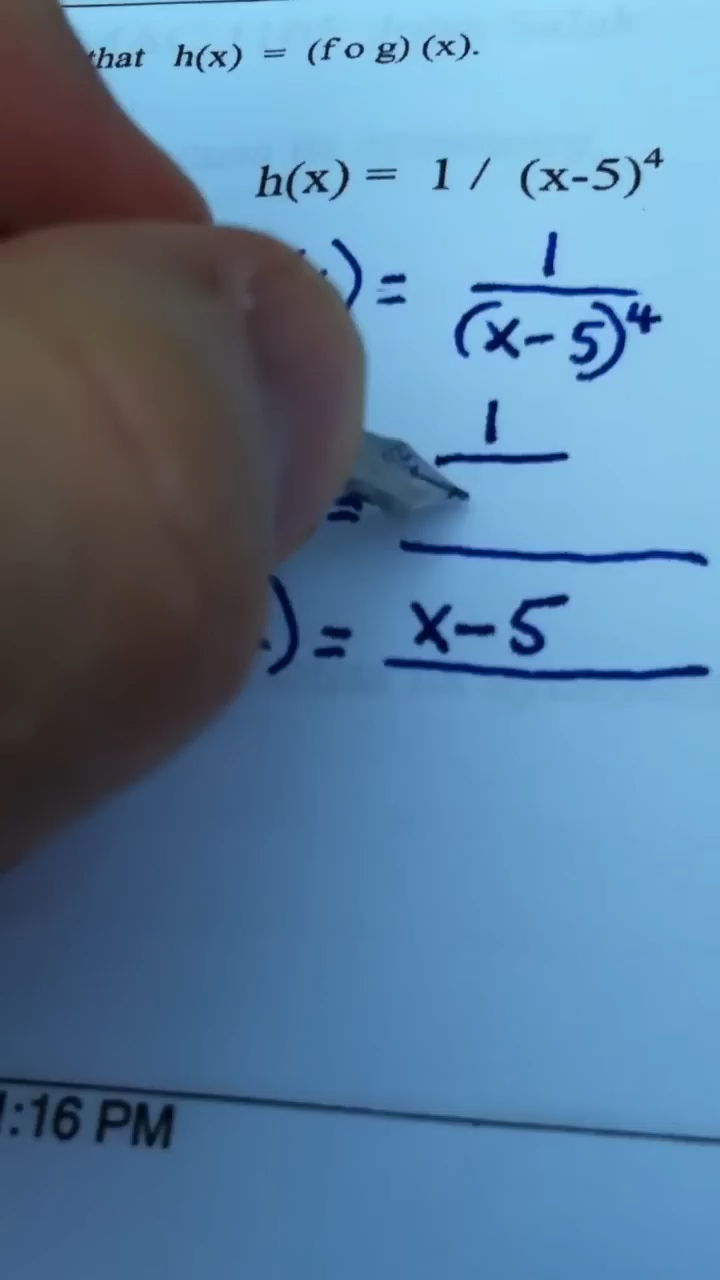 that h(x) = (f o g) (x).
h(x) = 1 / (x-5)⁴
) = 1 / (x-5)⁴
= 1
) = x-5
:16 PM